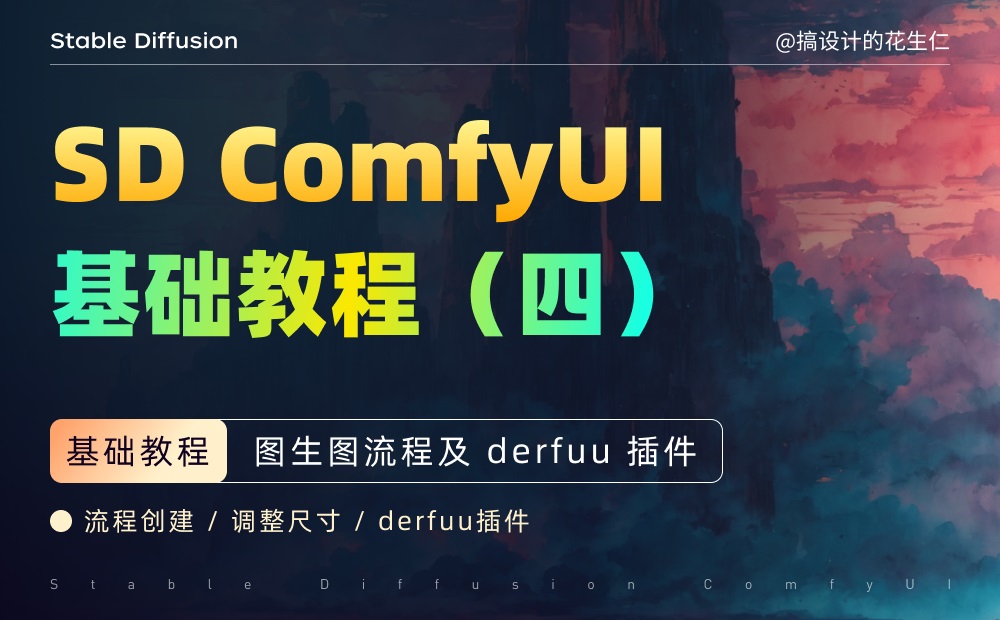 Stable Diffusion
@搞设计的花生仁
SD ComfyUI
基础教程（四）
基础教程 图生图流程及 derfuu 插件
流程创建 / 调整尺寸 / derfuu插件
Stable Diffusion ComfyUI